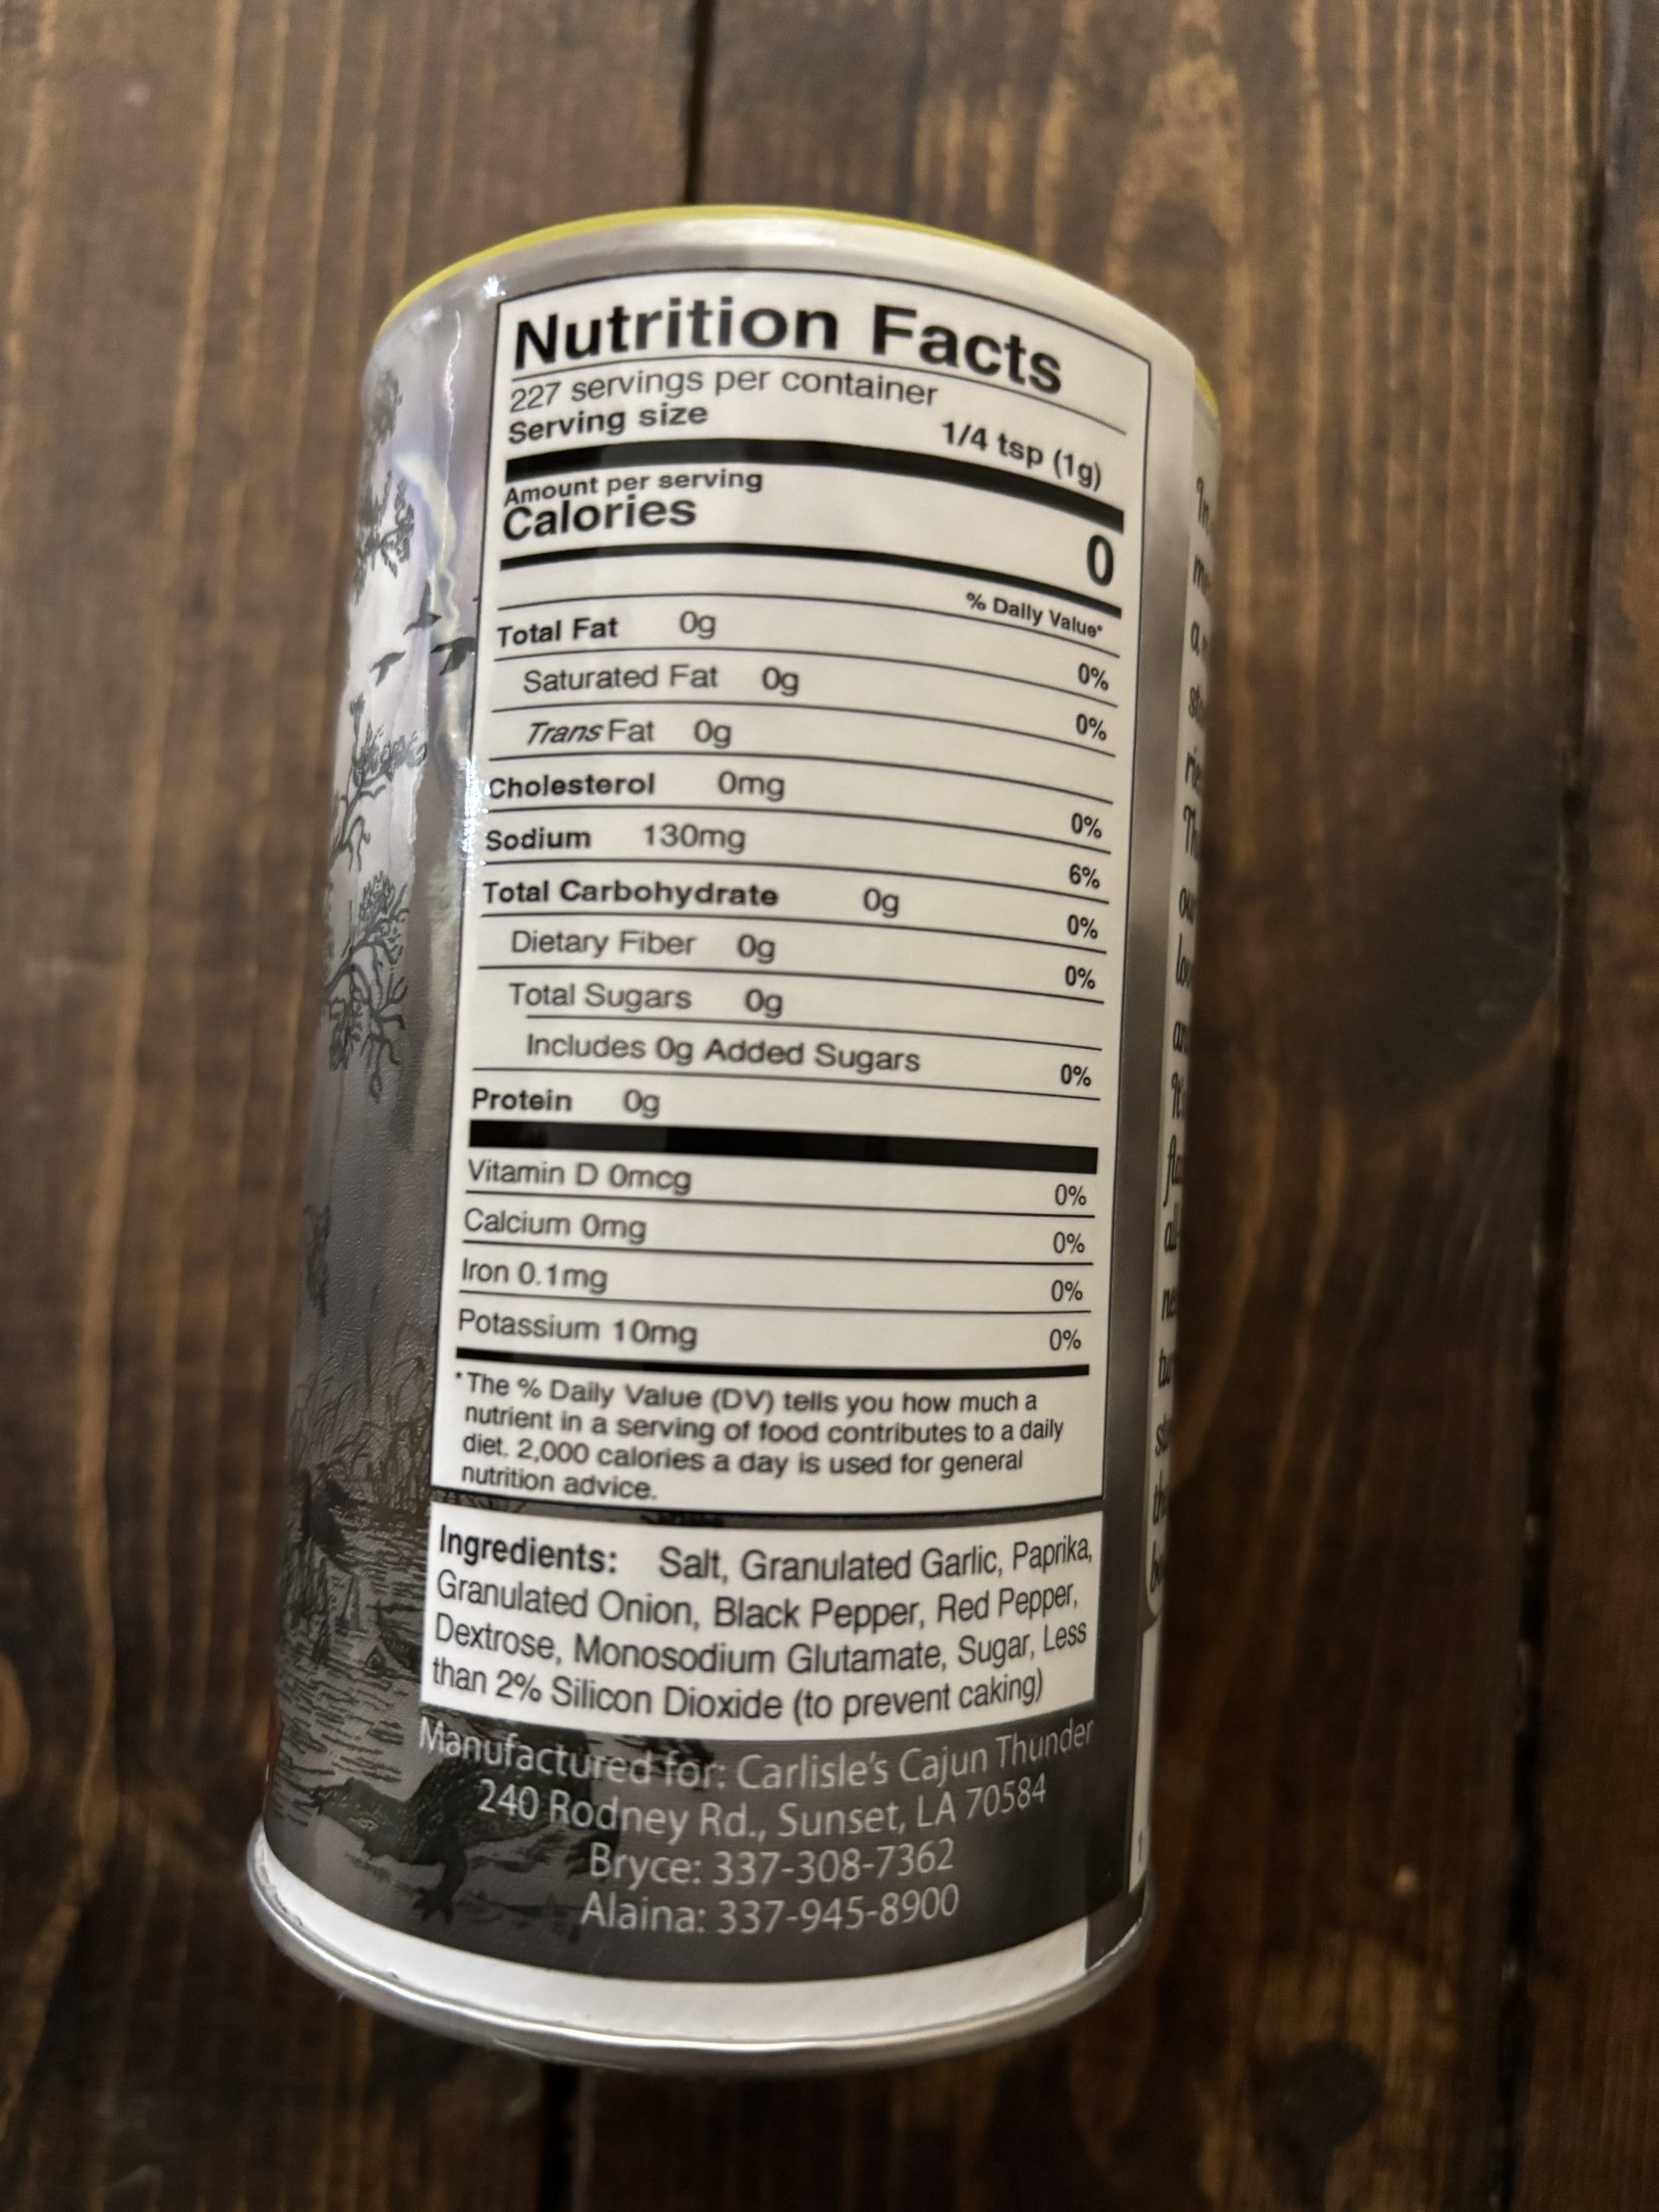 Nutrition Facts
227 servings per container
Serving size 1/4 tsp (1g)
Amount per serving
Calories 0
% Daily Value*
Total Fat 0g 0%
Saturated Fat 0g 0%
Trans Fat 0g
Cholesterol 0mg 0%
Sodium 130mg 6%
Total Carbohydrate 0g 0%
Dietary Fiber 0g 0%
Total Sugars 0g
Includes 0g Added Sugars 0%
Protein 0g
Vitamin D 0mcg 0%
Calcium 0mg 0%
Iron 0.1mg 0%
Potassium 10mg 0%
*The % Daily Value (DV) tells you how much a
nutrient in a serving of food contributes to a daily
diet. 2,000 calories a day is used for general
nutrition advice.
Ingredients: Salt, Granulated Garlic, Paprika,
Granulated Onion, Black Pepper, Red Pepper,
Dextrose, Monosodium Glutamate, Sugar, Less
than 2% Silicon Dioxide (to prevent caking)
Manufactured for: Carlisle's Cajun Thunder
240 Rodney Rd., Sunset, LA 70584
Bryce: 337-308-7362
Alaina: 337-945-8900